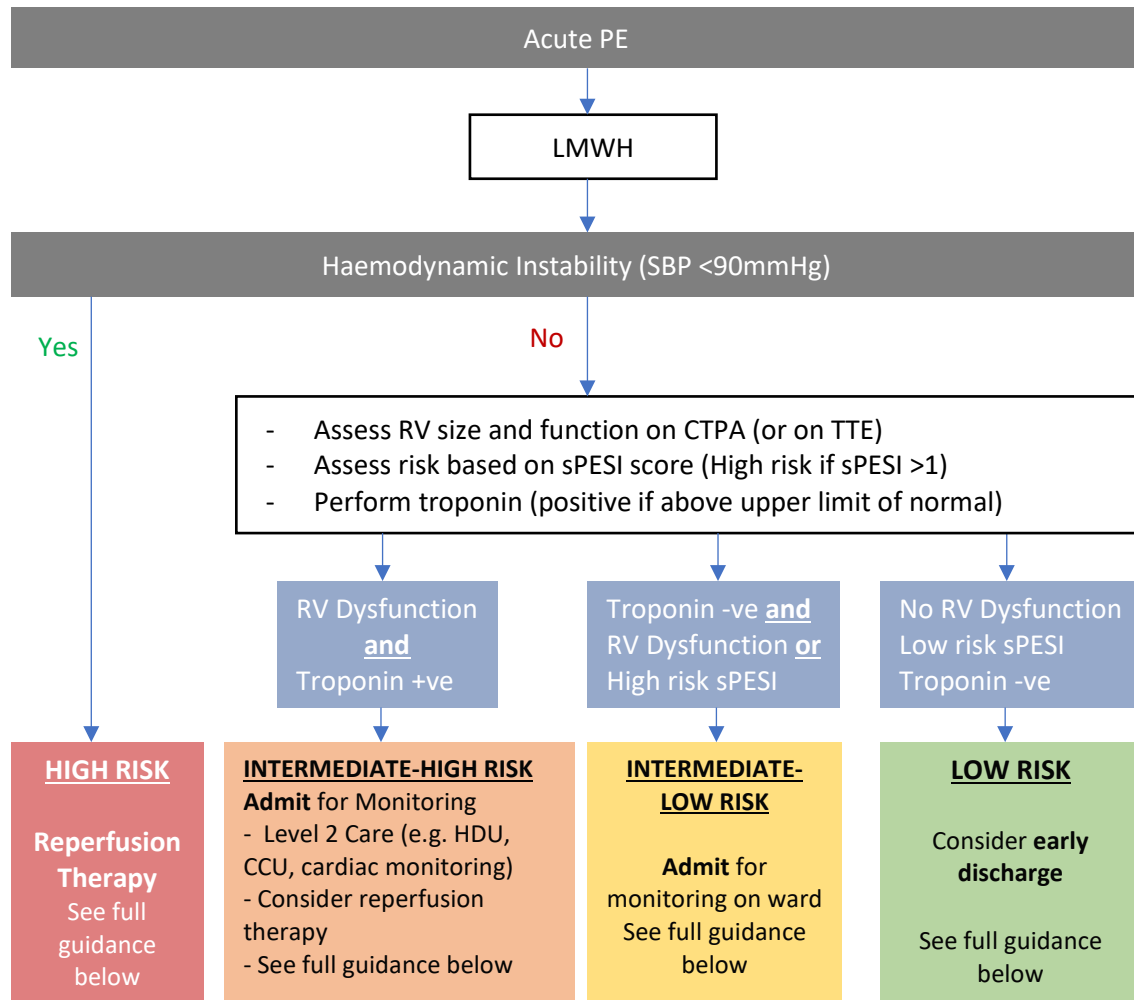 Acute PE
LMWH
Haemodynamic Instability (SBP <90mmHg)
Yes
No
- Assess RV size and function on CTPA (or on TTE)
- Assess risk based on sPESI score (High risk if sPESI >1)
- Perform troponin (positive if above upper limit of normal)
RV Dysfunction
and
Troponin +ve
Troponin -ve and
RV Dysfunction or
High risk sPESI
No RV Dysfunction
Low risk sPESI
Troponin -ve
HIGH RISK
Reperfusion
Therapy
See full
guidance
below
INTERMEDIATE-HIGH RISK
Admit for Monitoring
- Level 2 Care (e.g. HDU,
CCU, cardiac monitoring)
- Consider reperfusion
therapy
- See full guidance below
INTERMEDIATE-
LOW RISK
Admit for
monitoring on ward
See full guidance
below
LOW RISK
Consider early
discharge
See full guidance
below